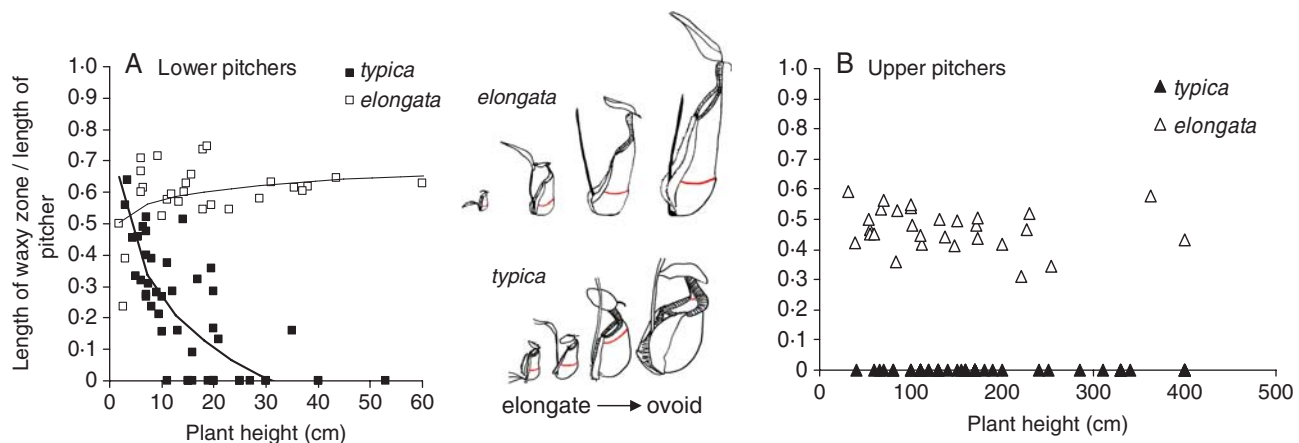 A Lower pitchers
typica
elongata
Length of waxy zone / length of
pitcher
1·0
0·9
0·8
0·7
0·6
0·5
0·4
0·3
0·2
0·1
0
0 10 20 30 40 50 60
Plant height (cm)
elongata
typica
elongate ovoid
B Upper pitchers
typica
elongata
1·0
0·9
0·8
0·7
0·6
0·5
0·4
0·3
0·2
0·1
0
0 100 200 300 400 500
Plant height (cm)